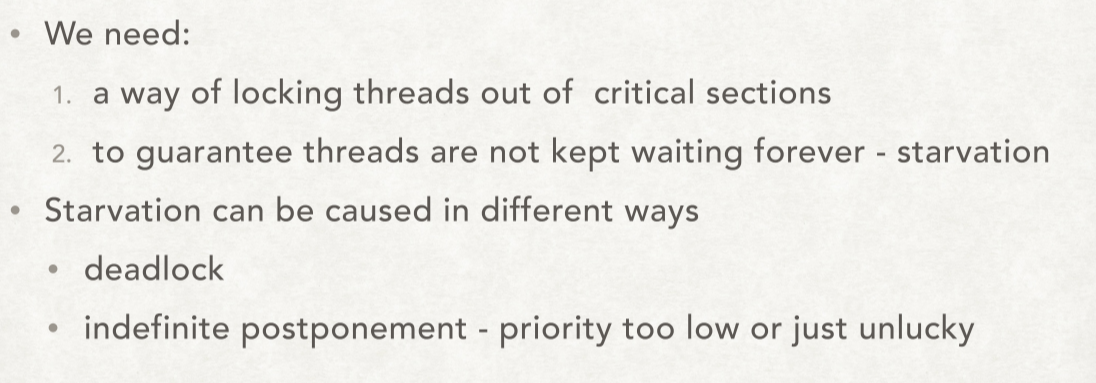 • We need:
1. a way of locking threads out of  critical sections
2. to guarantee threads are not kept waiting forever - starvation
• Starvation can be caused in different ways
• deadlock
• indefinite postponement - priority too low or just unlucky